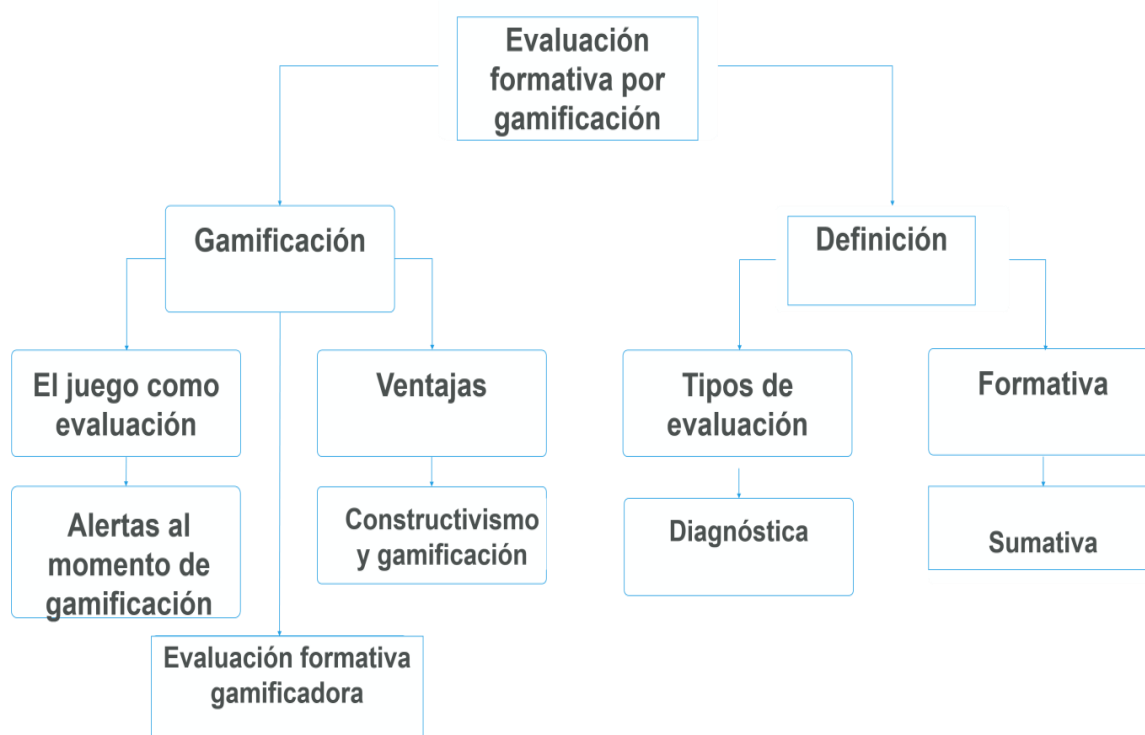 Evaluación
formativa por
gamificación
Gamificación
Definición
El juego como
evaluación
Ventajas
Tipos de
evaluación
Formativa
Alertas al
momento de
gamificación
Constructivismo
y gamificación
Diagnóstica
Sumativa
Evaluación formativa
gamificadora